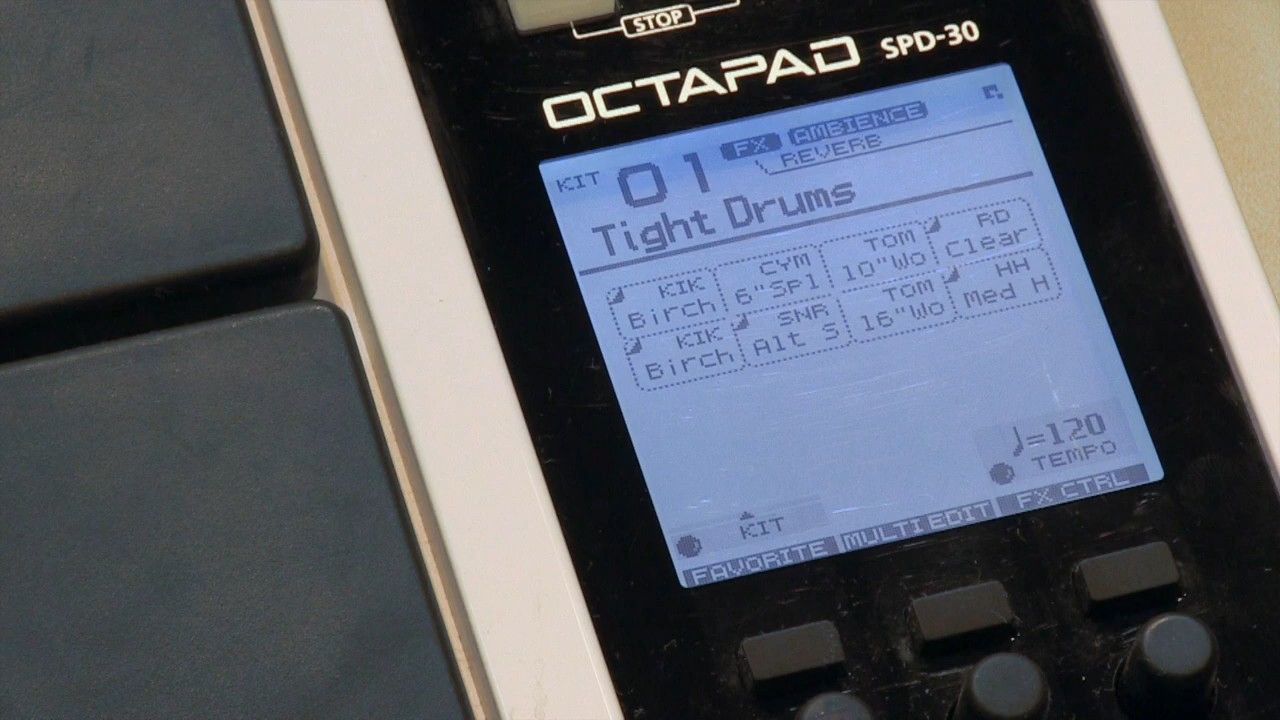 STOP
OCTAPAD SPD-30
KIT 01 FX AMBIENCE
REVERB
Tight Drums
KIK CYM TOM RD
Birch 6"Spl 10"Wo Clear
KIK SNR TOM HH
Birch Alt S 16"Wo Med H
♩=120
KIT TEMPO
FAVORITE MULTI EDIT FX CTRL